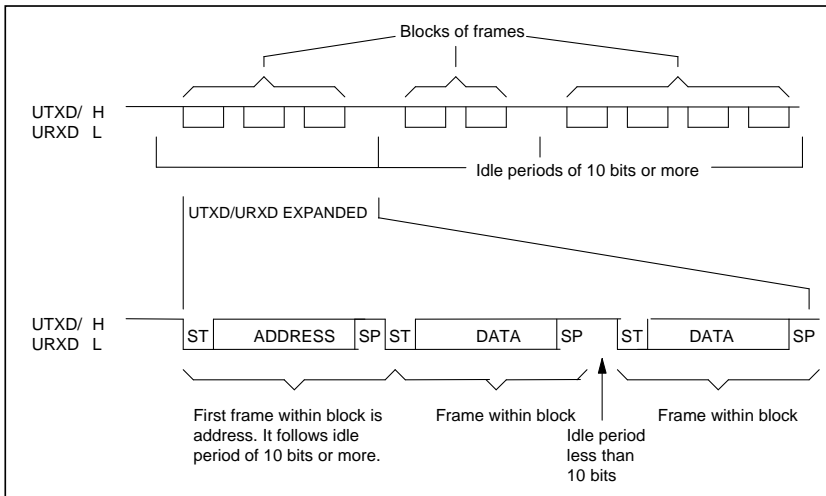 Blocks of frames
UTXD/ H
URXD L
Idle periods of 10 bits or more
UTXD/URXD EXPANDED
UTXD/ H
URXD L
ST ADDRESS SP ST DATA SP ST DATA SP
First frame within block is
address. It follows idle
period of 10 bits or more.
Frame within block
Idle period
less than
10 bits
Frame within block